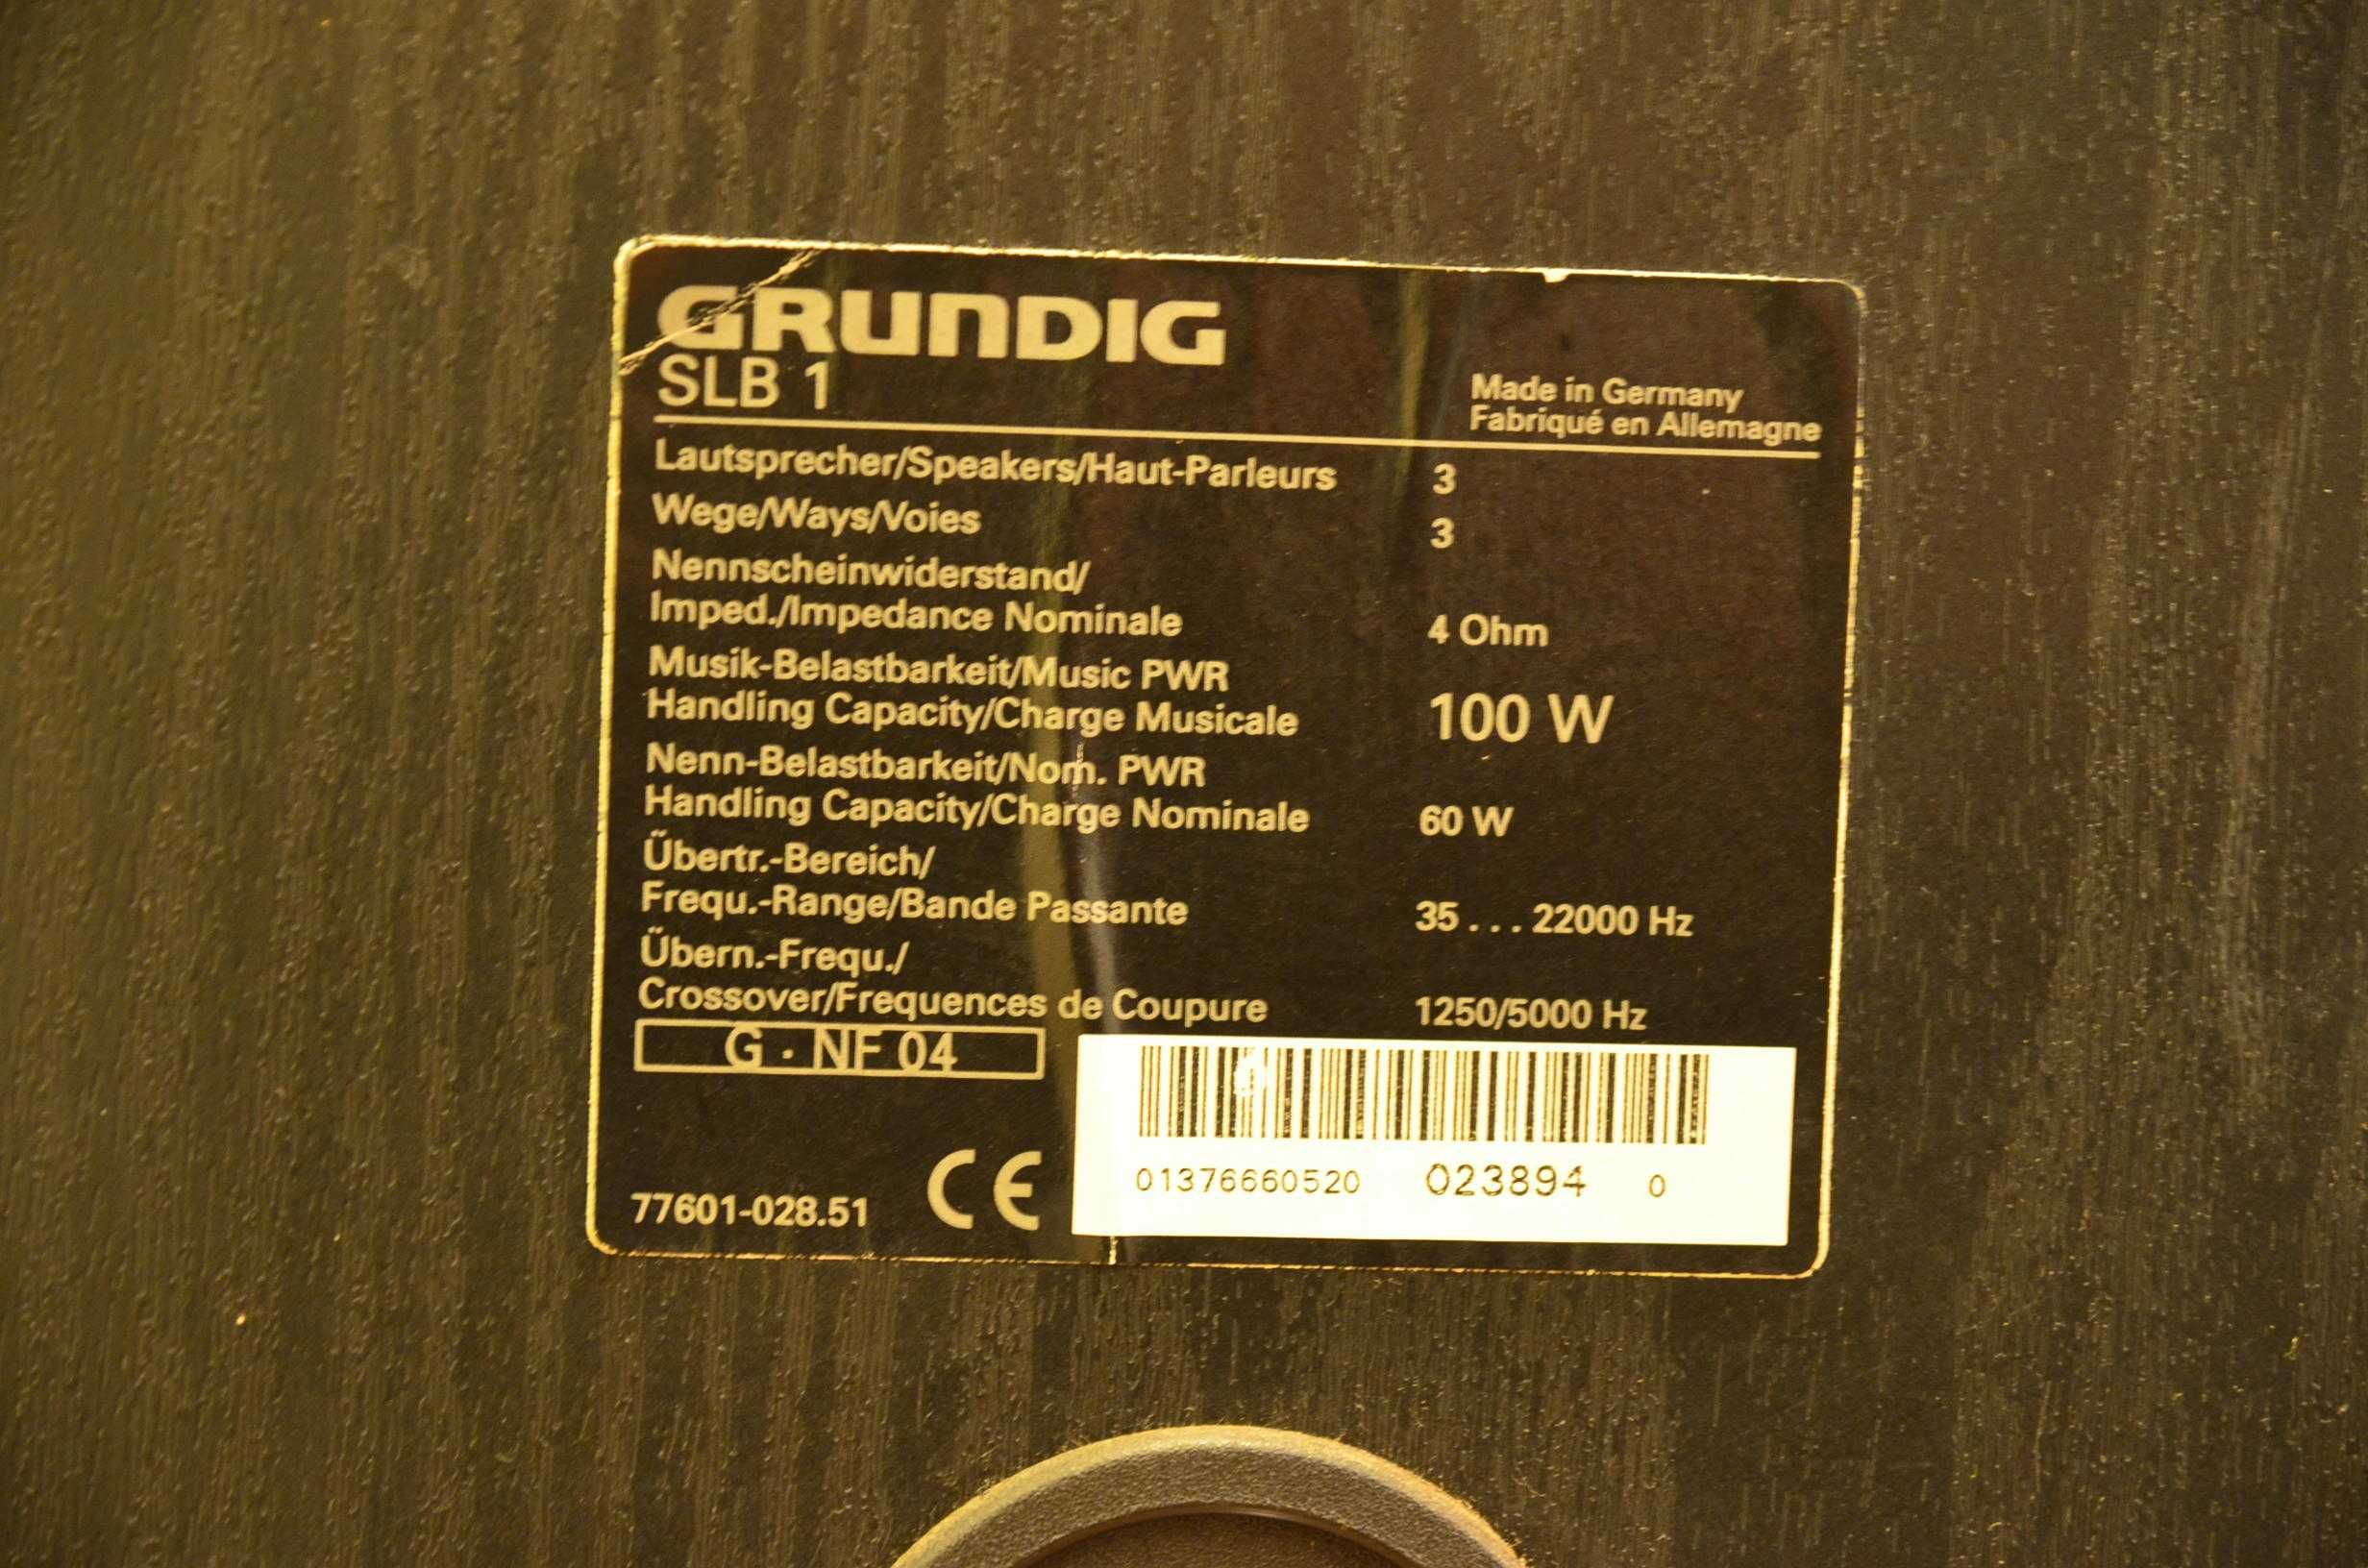 GRUNDIG
SLB 1
Made in Germany
Fabriqué en Allemagne
Lautsprecher/Speakers/Haut-Parleurs 3
Wege/Ways/Voies 3
Nennscheinwiderstand/
Imped./Impedance Nominale 4 Ohm
Musik-Belastbarkeit/Music PWR
Handling Capacity/Charge Musicale 100 W
Nenn-Belastbarkeit/Nom. PWR
Handling Capacity/Charge Nominale 60 W
Übertr.-Bereich/
Frequ.-Range/Bande Passante 35 . . . 22000 Hz
Übern.-Frequ./
Crossover/Frequences de Coupure 1250/5000 Hz
G · NF 04
77601-028.51 CE 01376660520 023894 0